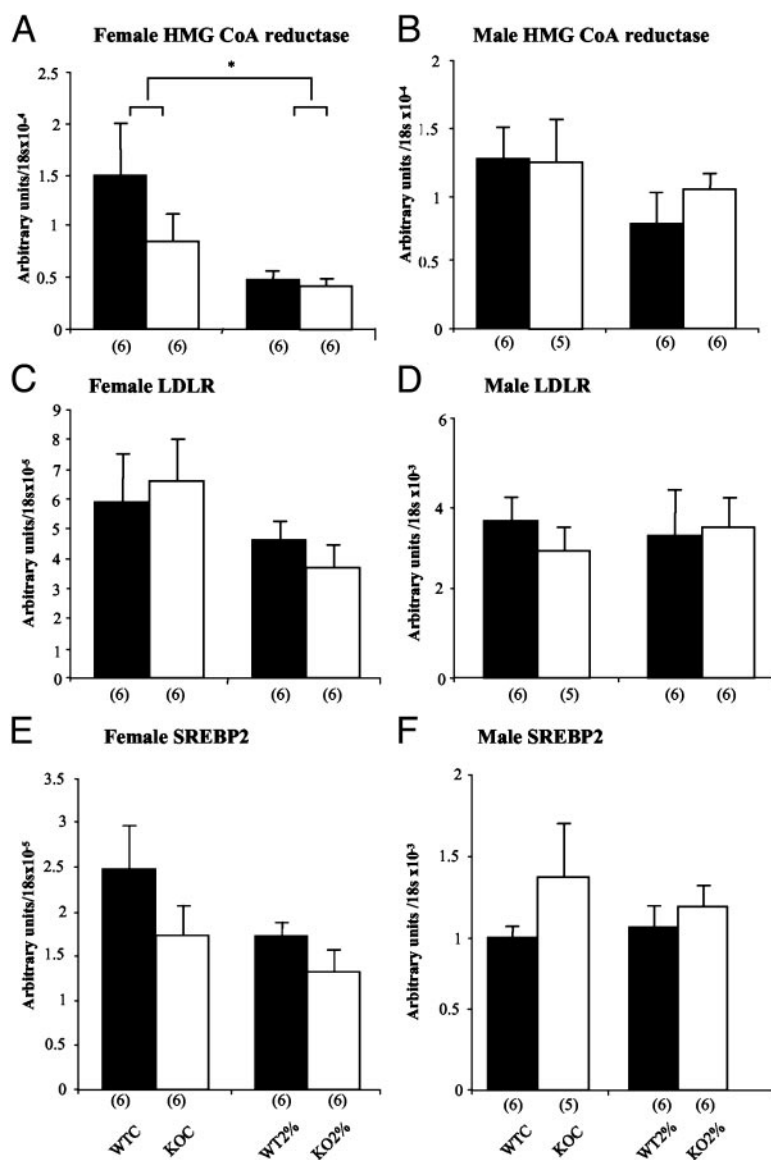 A Female HMG CoA reductase
*
2.5
2
1.5
1
0.5
0
Arbitrary units/18sx10⁻⁴
(6) (6) (6) (6)
B Male HMG CoA reductase
2
1.5
1
0.5
0
Arbitrary units /18s x10⁻⁴
(6) (5) (6) (6)
C Female LDLR
9
8
7
6
5
4
3
2
1
0
Arbitrary units/18sx10⁻⁵
(6) (6) (6) (6)
D Male LDLR
6
4
2
0
Arbitrary units /18s x10⁻³
(6) (5) (6) (6)
E Female SREBP2
3.5
3
2.5
2
1.5
1
0.5
0
Arbitrary units/18sx10⁻⁵
(6) (6) (6) (6)
WTC KOC WT2% KO2%
F Male SREBP2
2
1.5
1
0.5
0
Arbitrary units /18s x10⁻³
(6) (5) (6) (6)
WTC KOC WT2% KO2%